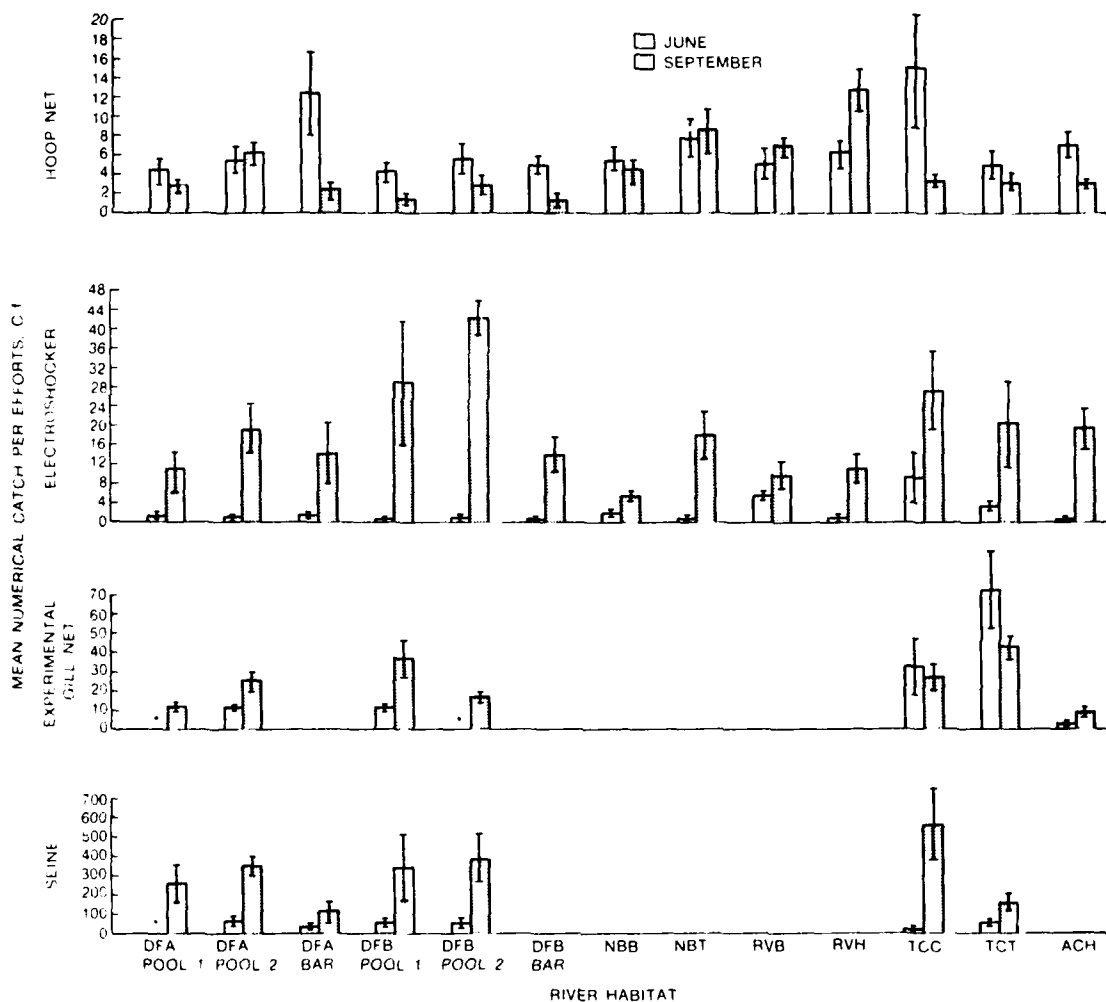 JUNE
SEPTEMBER
MEAN NUMERICAL CATCH PER EFFORTS, C/f
HOOP NET
20
18
16
14
12
10
8
6
4
2
0
ELECTROSHOCKER
48
44
40
36
32
28
24
20
16
12
8
4
0
EXPERIMENTAL
GILL NET
70
60
50
40
30
20
10
0
SEINE
700
600
500
400
300
200
100
0
DFA POOL 1
DFA POOL 2
DFA BAR
DFB POOL 1
DFB POOL 2
DFB BAR
NBB
NBT
RVB
RVH
TCC
TCT
ACH
RIVER HABITAT